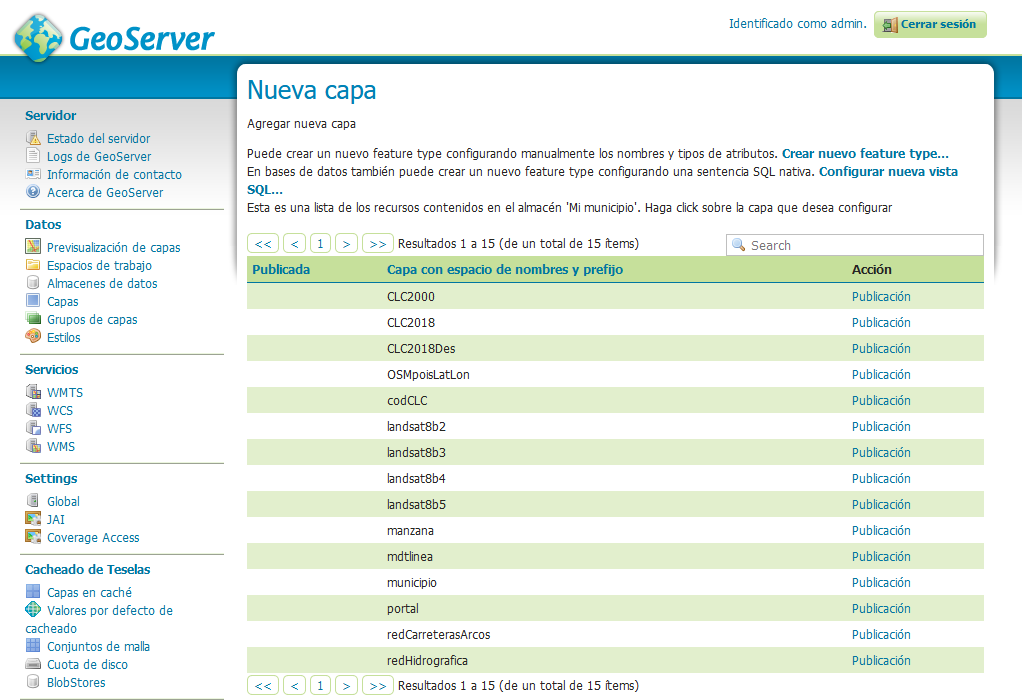 GeoServer
Identificado como admin.
Cerrar sesión
Servidor
Estado del servidor
Logs de GeoServer
Información de contacto
Acerca de GeoServer
Datos
Previsualización de capas
Espacios de trabajo
Almacenes de datos
Capas
Grupos de capas
Estilos
Servicios
WMTS
WCS
WFS
WMS
Settings
Global
JAI
Coverage Access
Cacheado de Teselas
Capas en caché
Valores por defecto de
cacheado
Conjuntos de malla
Cuota de disco
BlobStores
Nueva capa
Agregar nueva capa
Puede crear un nuevo feature type configurando manualmente los nombres y tipos de atributos. Crear nuevo feature type...
En bases de datos también puede crear un nuevo feature type configurando una sentencia SQL nativa. Configurar nueva vista
SQL...
Esta es una lista de los recursos contenidos en el almacén 'Mi municipio'. Haga click sobre la capa que desea configurar
<< < 1 > >> Resultados 1 a 15 (de un total de 15 ítems) Search
Publicada Capa con espacio de nombres y prefijo Acción
CLC2000 Publicación
CLC2018 Publicación
CLC2018Des Publicación
OSMpoisLatLon Publicación
codCLC Publicación
landsat8b2 Publicación
landsat8b3 Publicación
landsat8b4 Publicación
landsat8b5 Publicación
manzana Publicación
mdtlinea Publicación
municipio Publicación
portal Publicación
redCarreterasArcos Publicación
redHidrografica Publicación
<< < 1 > >> Resultados 1 a 15 (de un total de 15 ítems)